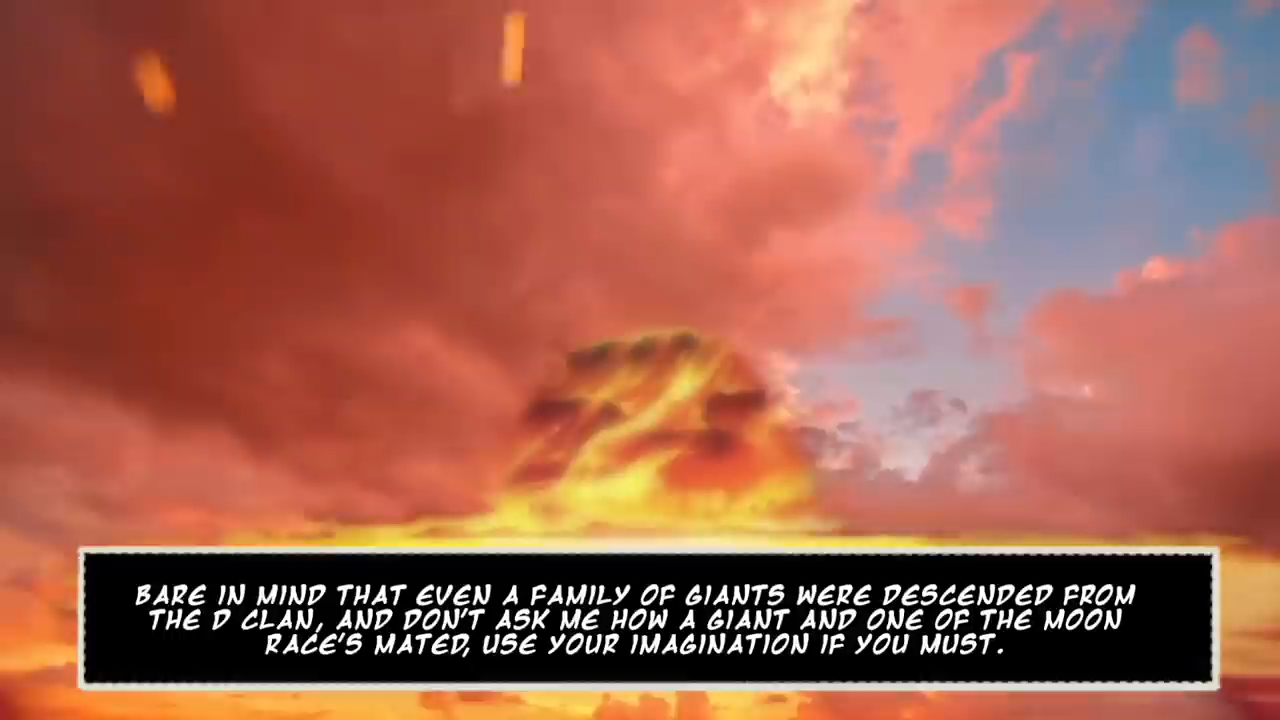 BARE IN MIND THAT EVEN A FAMILY OF GIANTS WERE DESCENDED FROM
THE D CLAN, AND DON'T ASK ME HOW A GIANT AND ONE OF THE MOON
RACE'S MATED, USE YOUR IMAGINATION IF YOU MUST.